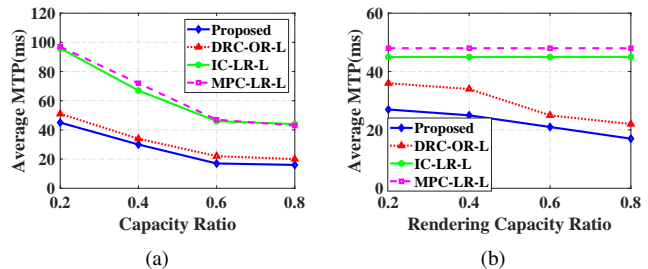 120
100
80
60
40
20
0
Average MTP(ms)
Proposed
DRC-OR-L
IC-LR-L
MPC-LR-L
0.2 0.4 0.6 0.8
Capacity Ratio
(a)
60
40
20
0
Average MTP(ms)
Proposed
DRC-OR-L
IC-LR-L
MPC-LR-L
0.2 0.4 0.6 0.8
Rendering Capacity Ratio
(b)